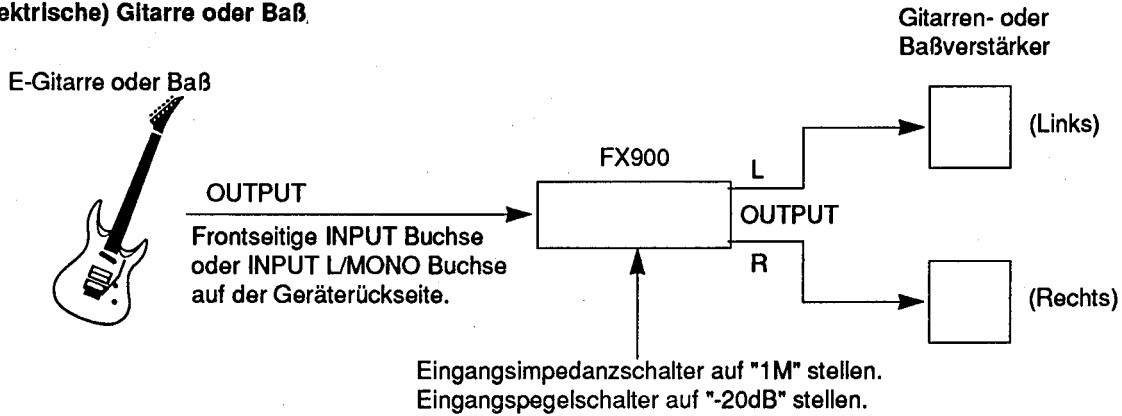 ektrische) Gitarre oder Baß
Gitarren- oder
Baßverstärker
E-Gitarre oder Baß
(Links)
FX900
L
OUTPUT
OUTPUT
Frontseitige INPUT Buchse
oder INPUT L/MONO Buchse
auf der Geräterückseite.
R
(Rechts)
Eingangsimpedanzschalter auf "1M" stellen.
Eingangspegelschalter auf "-20dB" stellen.